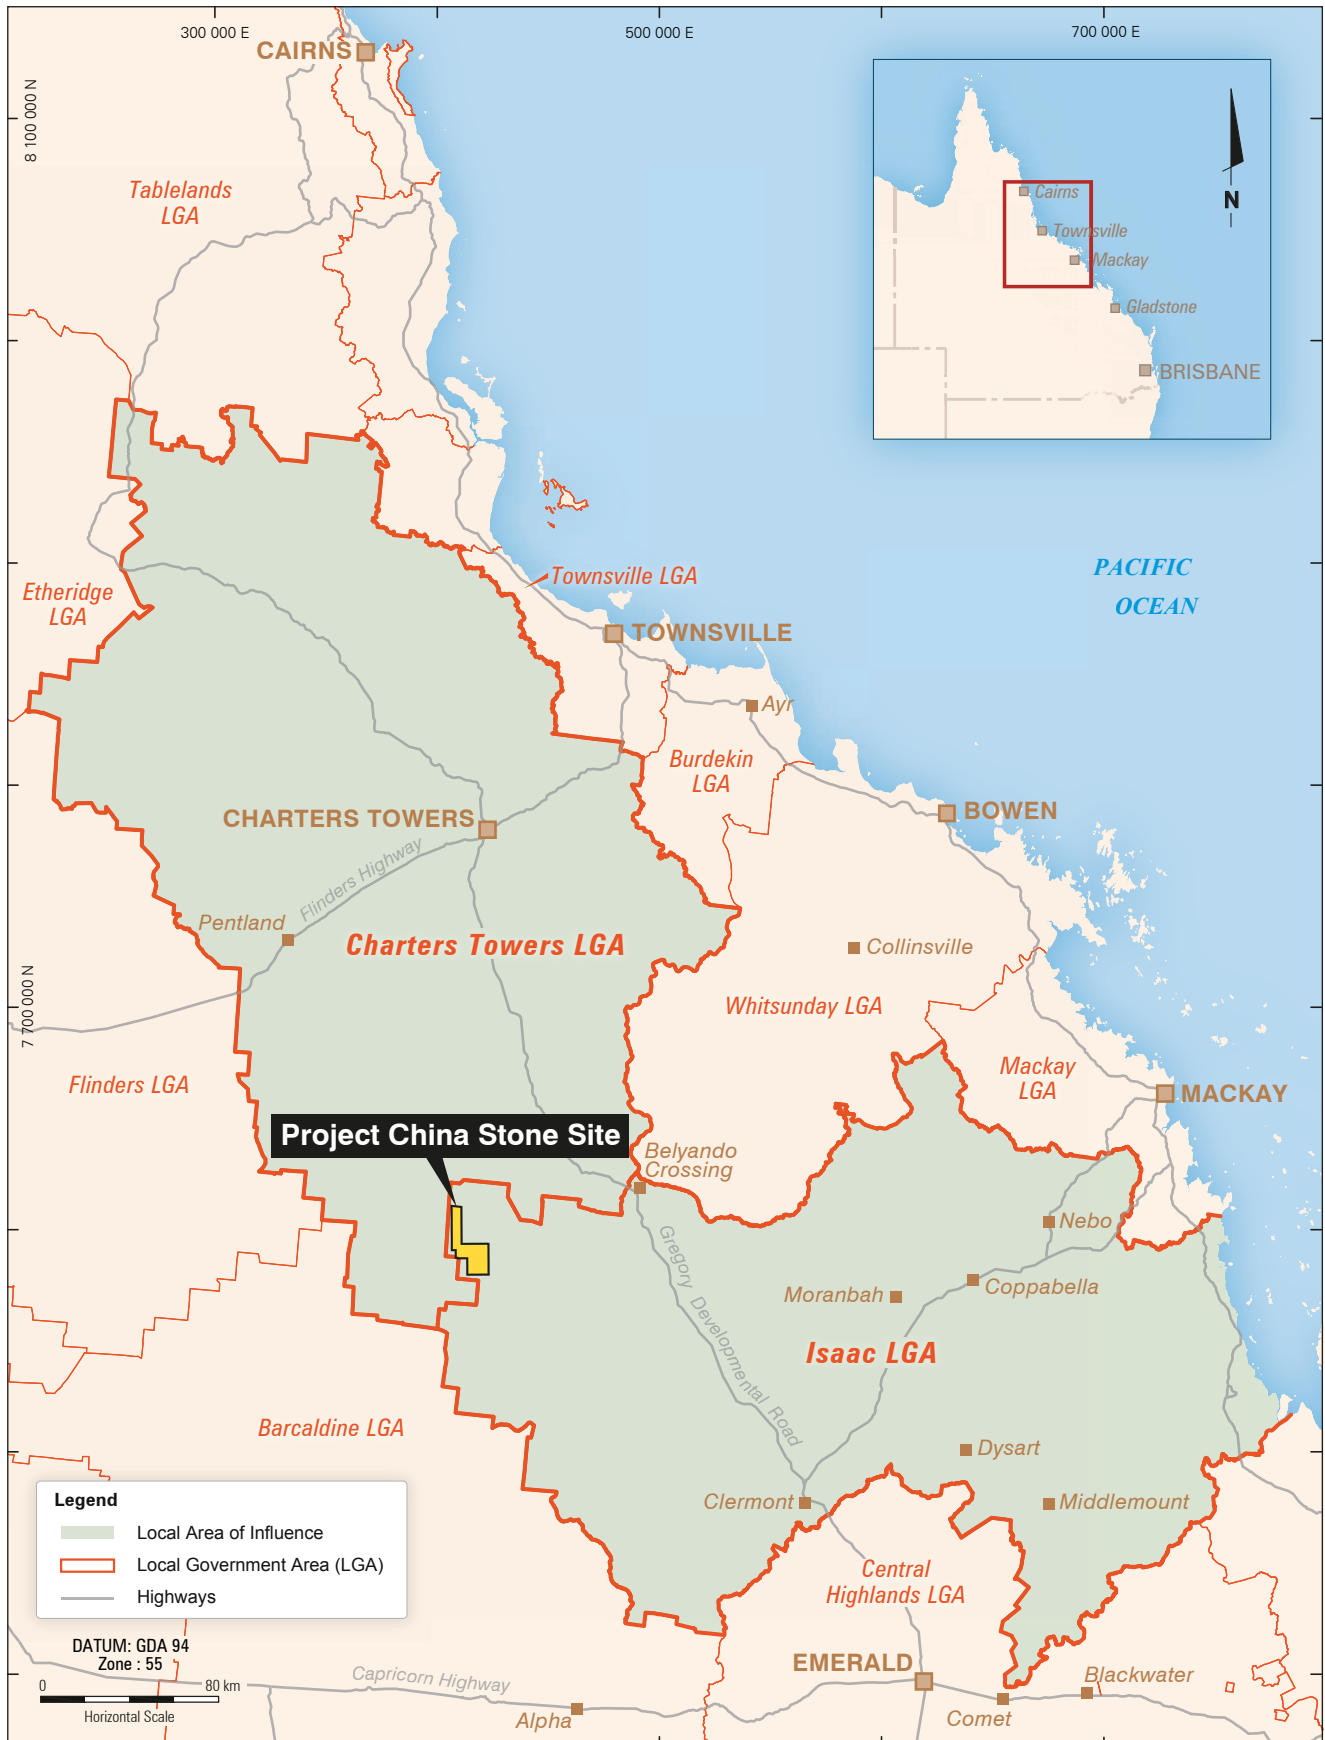 300 000 E
500 000 E
700 000 E
8 100 000 N
7 700 000 N
CAIRNS
Tablelands
LGA
Cairns
Townsville
Mackay
Gladstone
BRISBANE
N
PACIFIC
OCEAN
Etheridge
LGA
Townsville LGA
TOWNSVILLE
Ayr
Burdekin
LGA
CHARTERS TOWERS
BOWEN
Flinders Highway
Pentland
Charters Towers LGA
Collinsville
Whitsunday LGA
Flinders LGA
Mackay
LGA
MACKAY
Project China Stone Site
Belyando
Crossing
Nebo
Gregory Developmental Road
Moranbah
Coppabella
Isaac LGA
Barcaldine LGA
Dysart
Clermont
Middlemount
Central
Highlands LGA
Legend
Local Area of Influence
Local Government Area (LGA)
Highways
DATUM: GDA 94
Zone : 55
0
80 km
Horizontal Scale
Capricorn Highway
Alpha
EMERALD
Comet
Blackwater